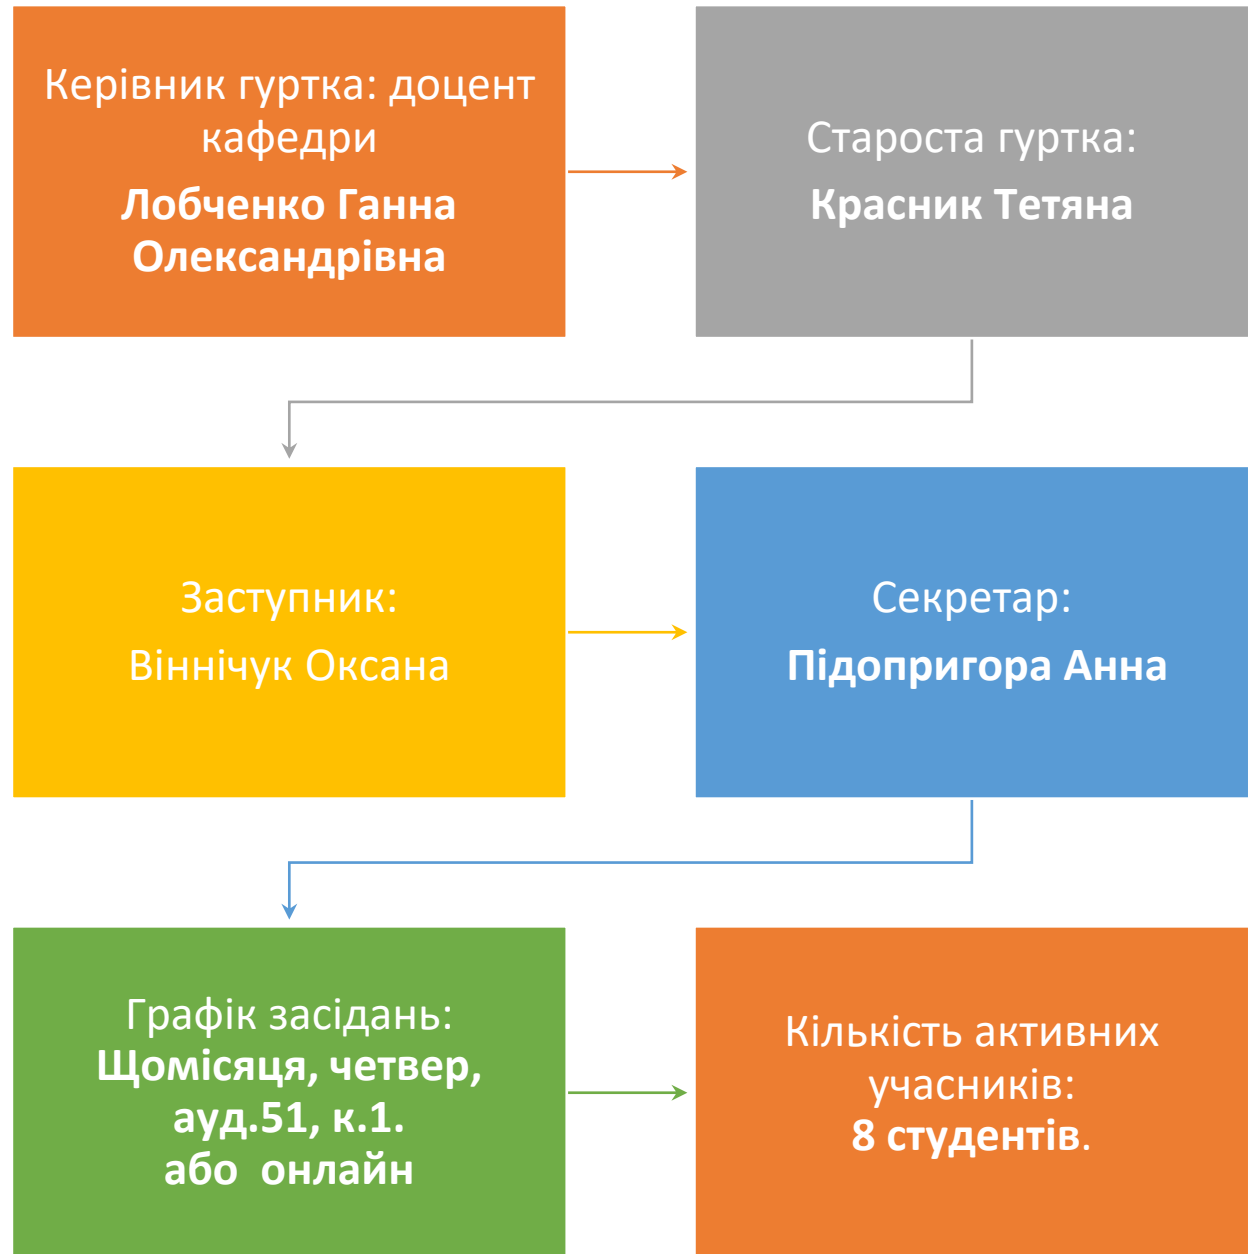 Керівник гуртка: доцент
кафедри
Лобченко Ганна
Олександрівна
Староста гуртка:
Красник Тетяна
Заступник:
Віннічук Оксана
Секретар:
Підопригора Анна
Графік засідань:
Щомісяця, четвер,
ауд.51, к.1.
або  онлайн
Кількість активних
учасників:
8 студентів.